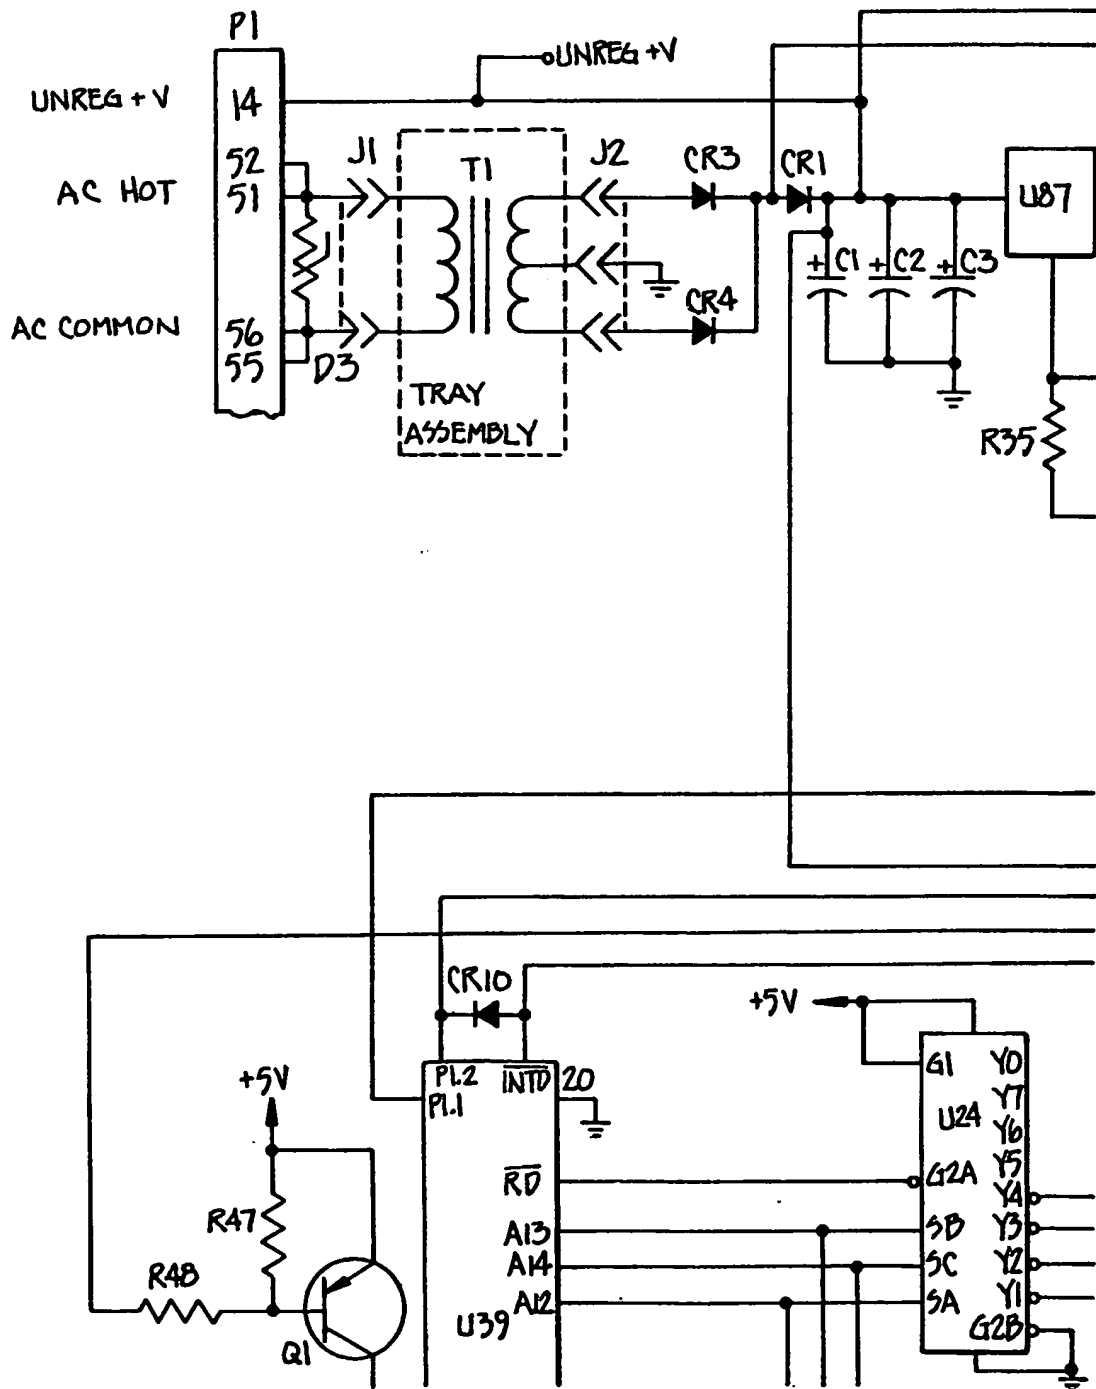 P1
UNREG +V
UNREG + V
14
52
J1
T1
J2
CR3
CR1
AC HOT
51
U87
+ C1
+ C2
+ C3
CR4
AC COMMON
56
55
D3
TRAY
ASSEMBLY
R35
CR10
+5V
+5V
P1.2
INT0
20
P1.1
G1
Y0
Y7
U24
Y6
Y5
RD
G2A
Y4
R47
A13
SB
Y3
A14
SC
Y2
R48
A12
SA
Y1
U39
G2B
Q1